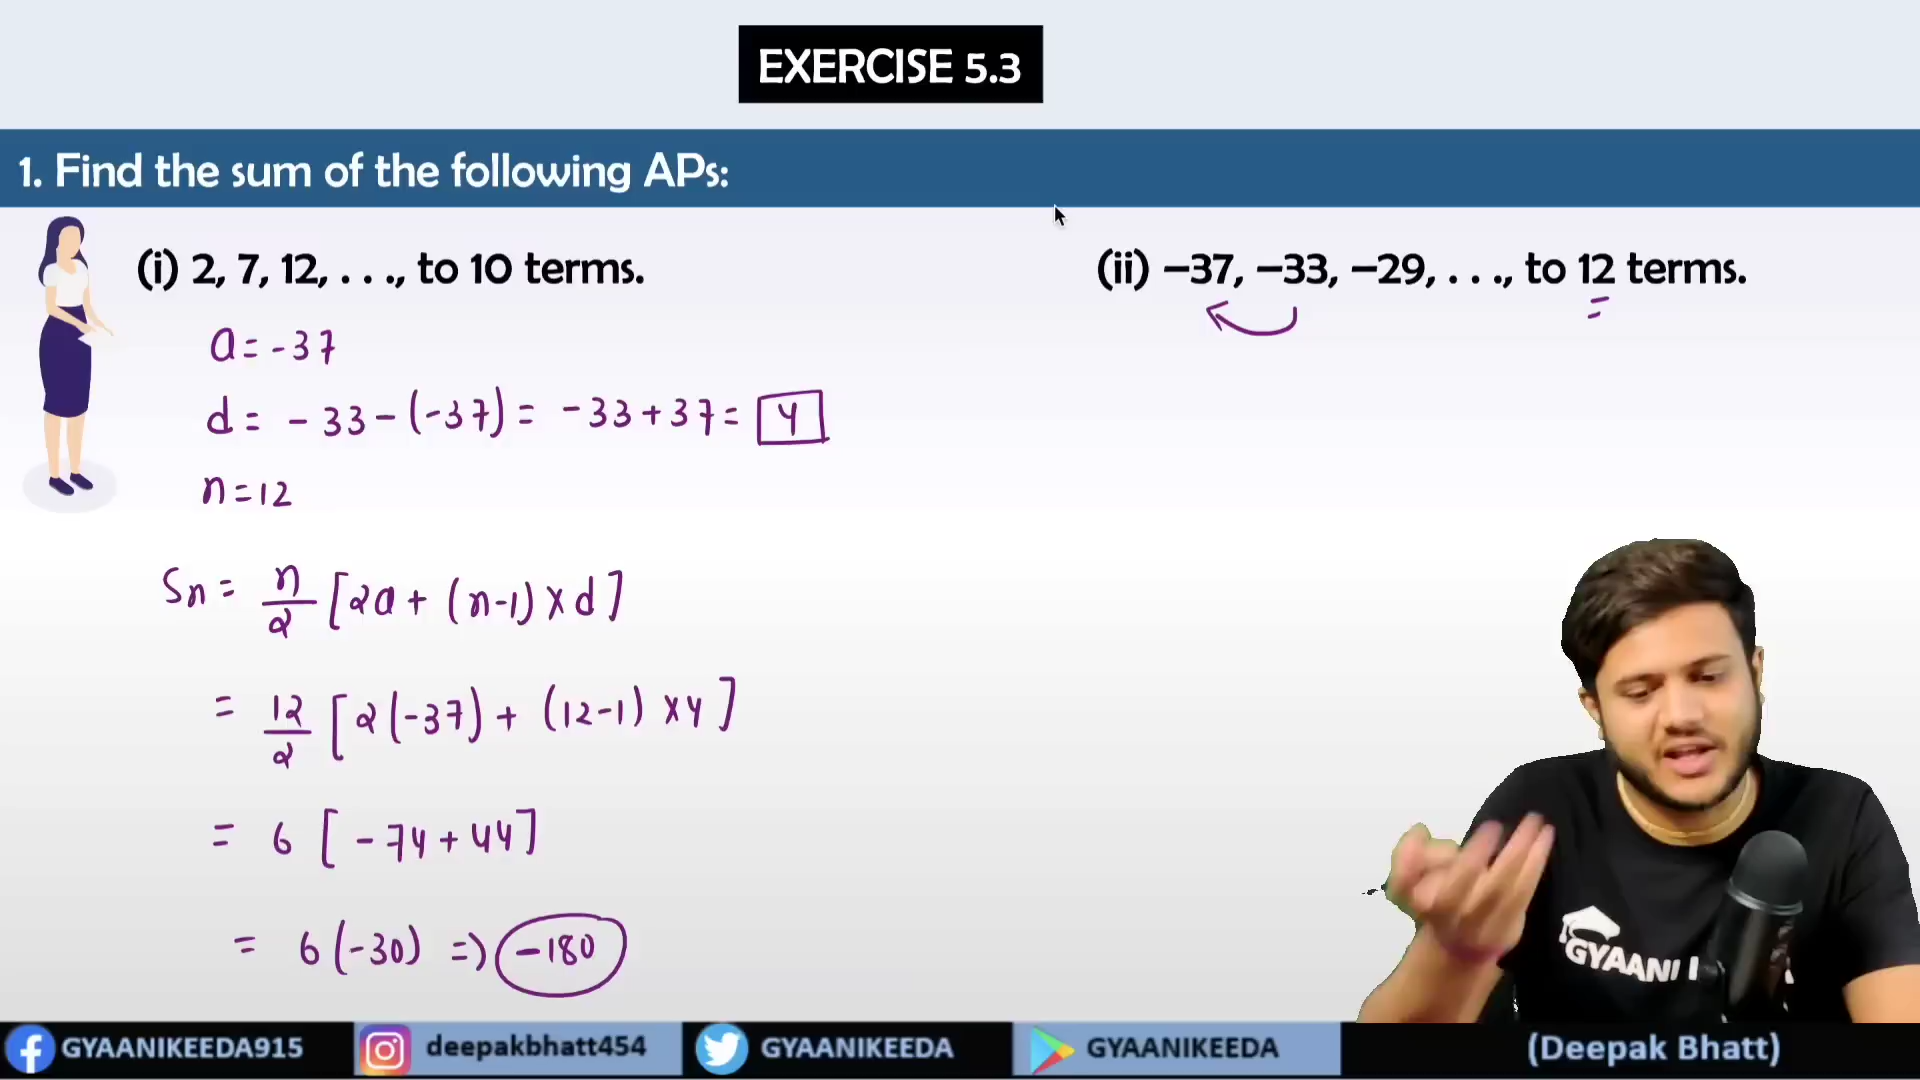 EXERCISE 5.3
1. Find the sum of the following APs:
(i) 2, 7, 12, . . ., to 10 terms.
(ii) –37, –33, –29, . . ., to 12 terms.
a = -37
d = - 33 - (-37) = -33 + 37 = 4
n = 12
Sn = n/2 [2a + (n-1) x d]
= 12/2 [2(-37) + (12-1) x 4]
= 6 [-74 + 44]
= 6(-30) => -180
GYAANI
GYAANIKEEDA915
deepakbhatt454
GYAANIKEEDA
GYAANIKEEDA
(Deepak Bhatt)